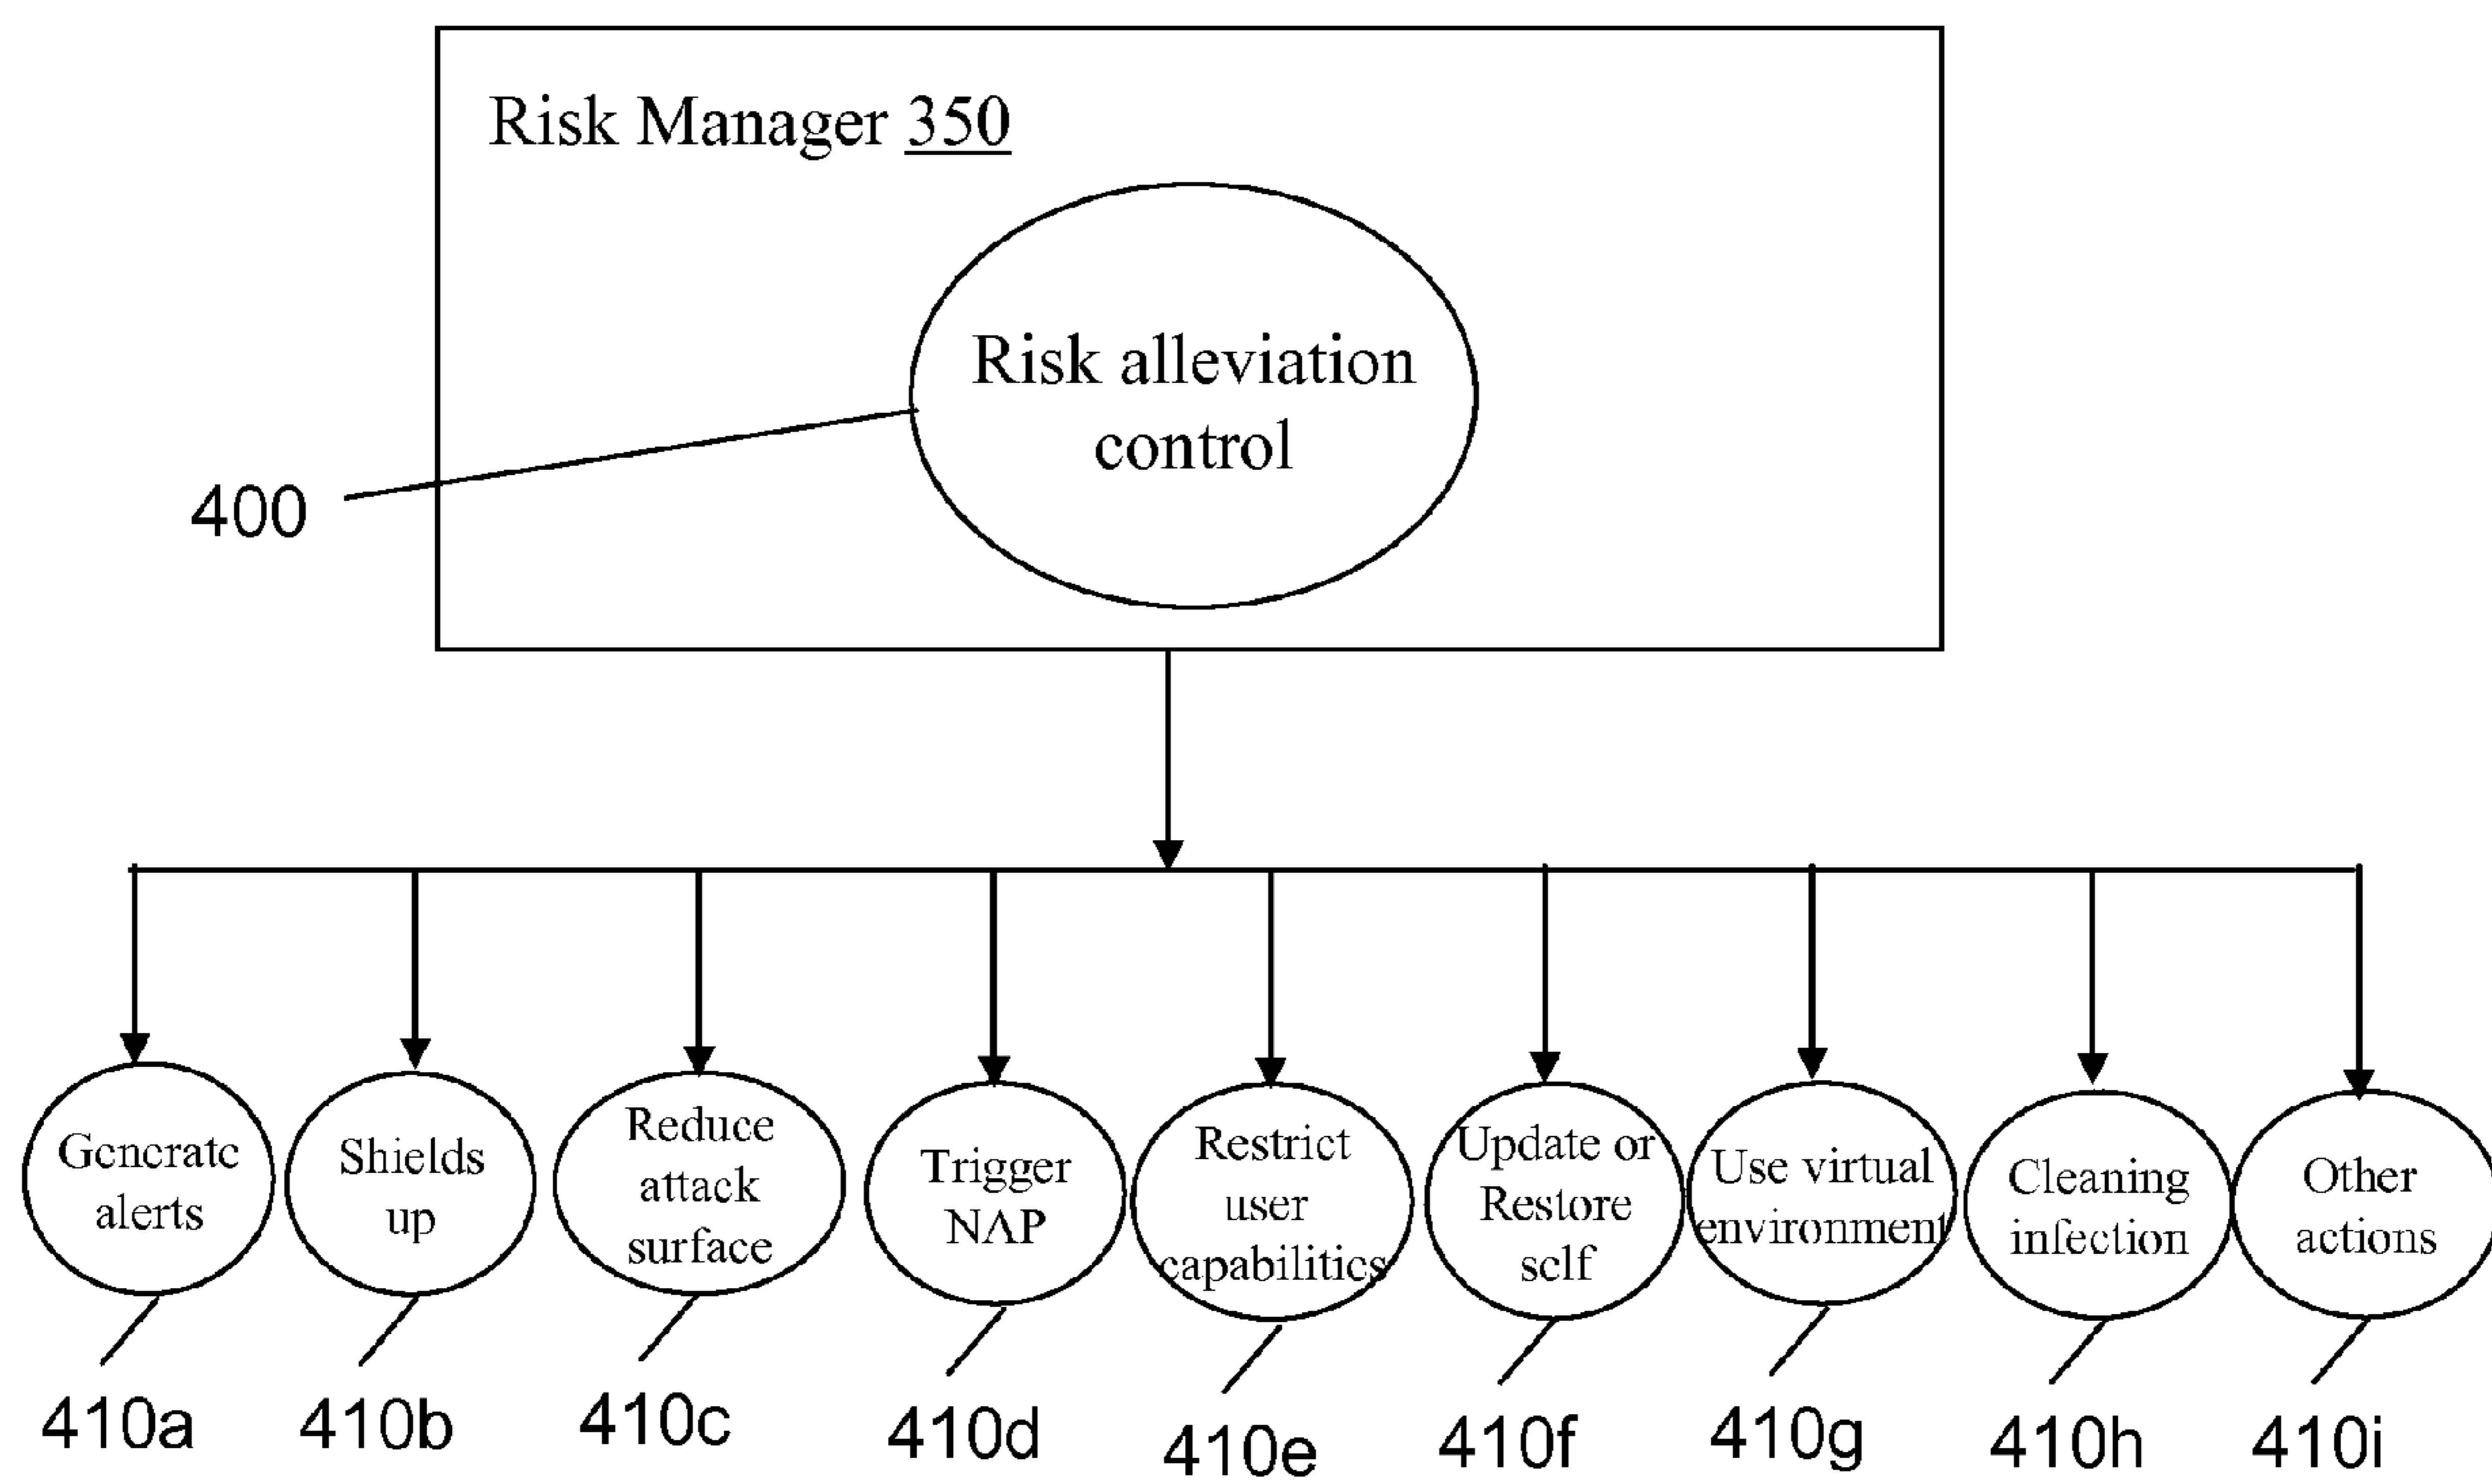 Risk Manager 350
Risk alleviation
control
400
Generate
alerts
Shields
up
Reduce
attack
surface
Trigger
NAP
Restrict
user
capabilities
Update or
Restore
self
Use virtual
environment
Cleaning
infection
Other
actions
410a
410b
410c
410d
410e
410f
410g
410h
410i